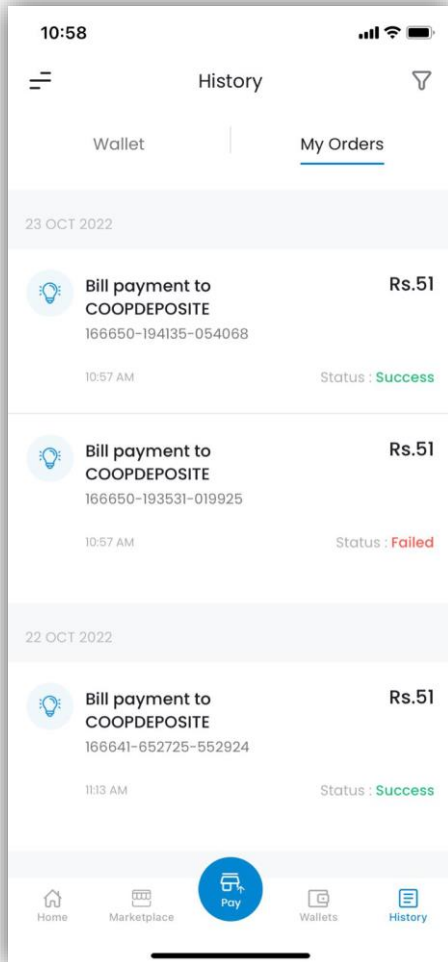 10:58
History
Wallet
My Orders
23 OCT 2022
Bill payment to
COOPDEPOSITE
Rs.51
166650-194135-054068
10:57 AM
Status : Success
Bill payment to
COOPDEPOSITE
Rs.51
166650-193531-019925
10:57 AM
Status : Failed
22 OCT 2022
Bill payment to
COOPDEPOSITE
Rs.51
166641-652725-552924
11:13 AM
Status : Success
Home
Marketplace
Pay
Wallets
History